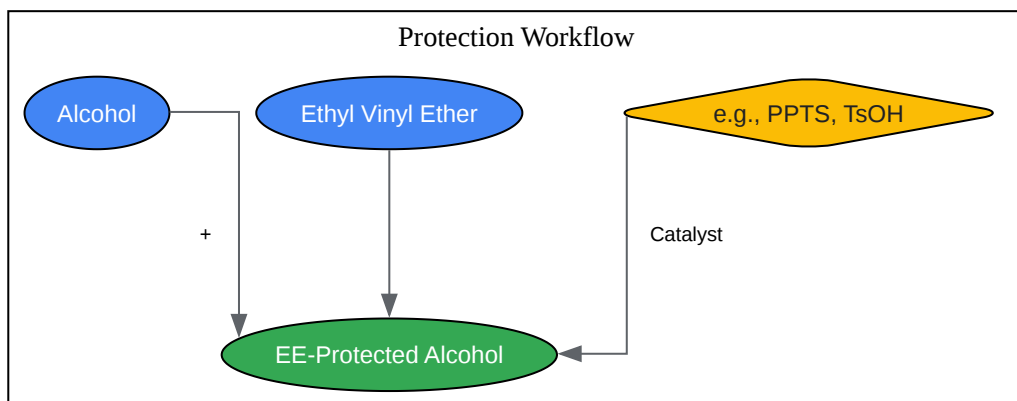 Protection Workflow
Alcohol
Ethyl Vinyl Ether
e.g., PPTS, TsOH
+
Catalyst
EE-Protected Alcohol